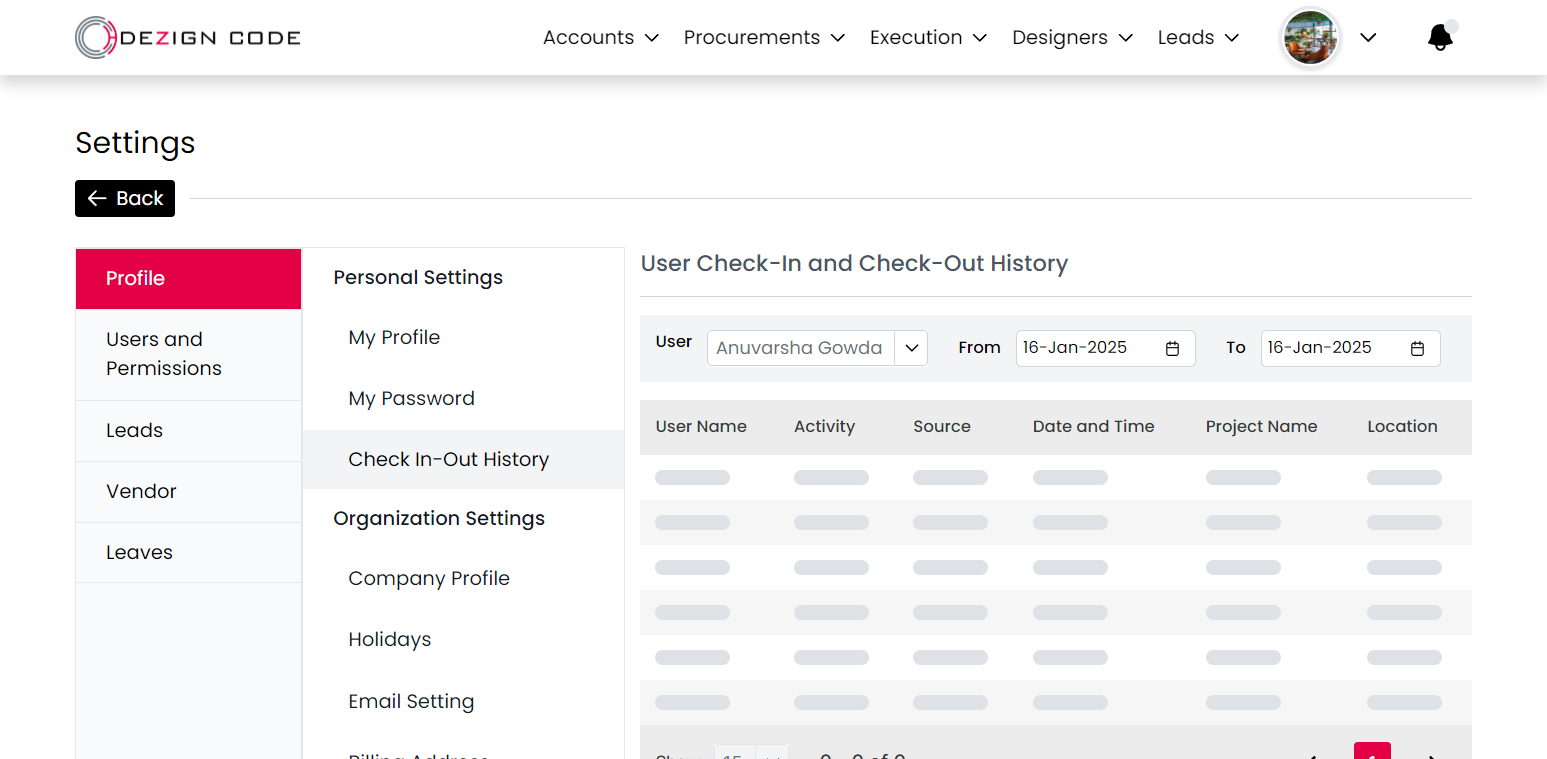 DEZIGN CODE
Accounts Procurements Execution Designers Leads
Settings
Back
Profile
Users and
Permissions
Leads
Vendor
Leaves
Personal Settings
My Profile
My Password
Check In-Out History
Organization Settings
Company Profile
Holidays
Email Setting
Billing Address
User Check-In and Check-Out History
User Anuvarsha Gowda From 16-Jan-2025 To 16-Jan-2025
User Name Activity Source Date and Time Project Name Location
Show 15 0 - 0 of 0 1